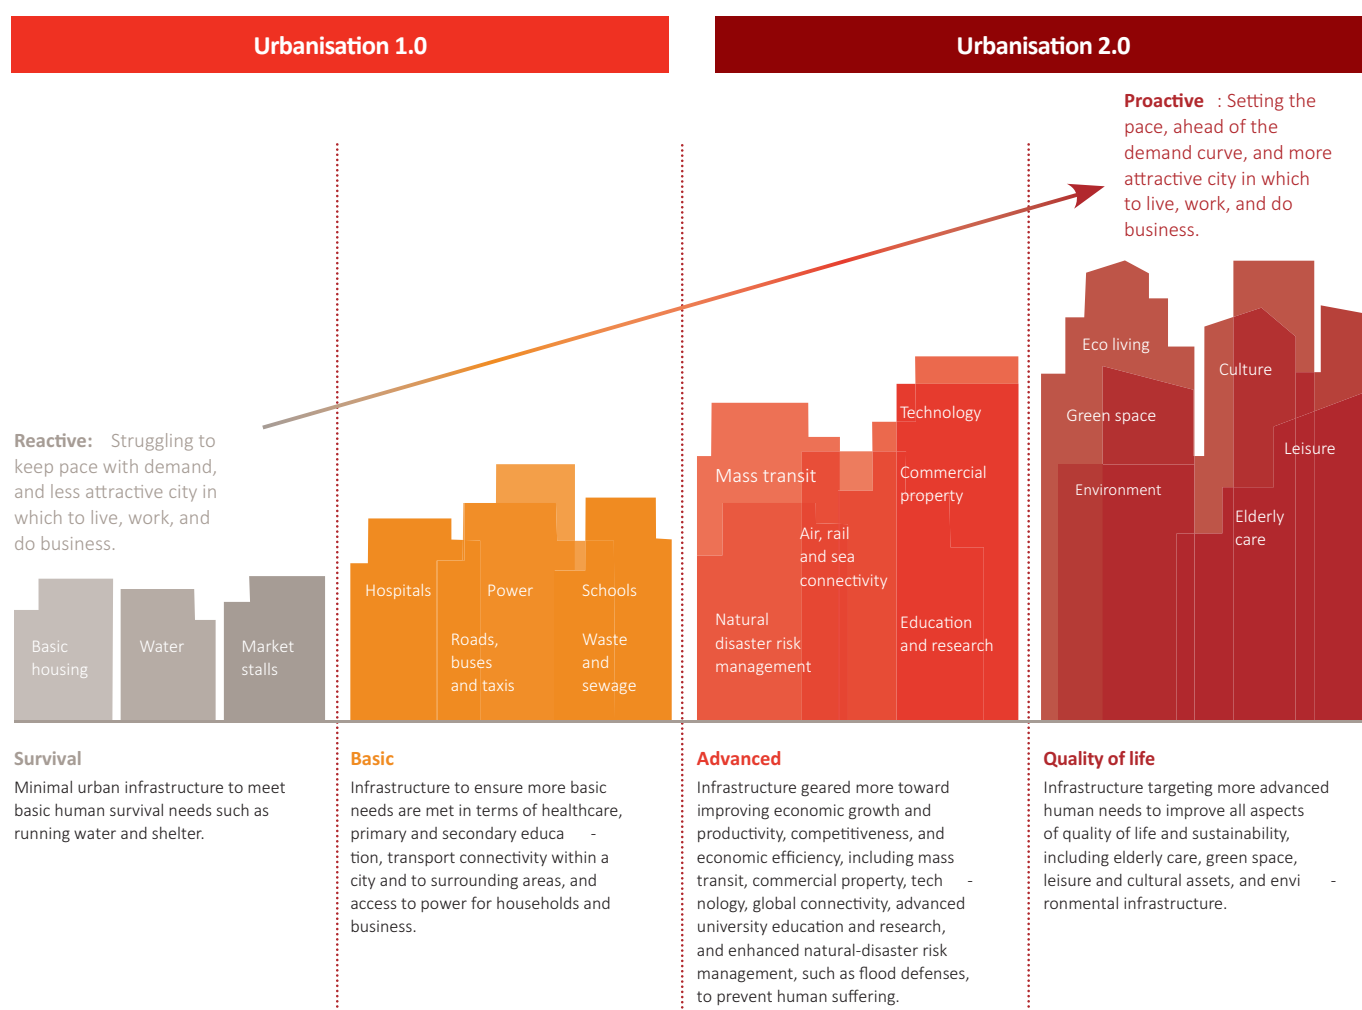 Urbanisation 1.0
Urbanisation 2.0
Proactive : Setting the
pace, ahead of the
demand curve, and more
attractive city in which
to live, work, and do
business.
Reactive: Struggling to
keep pace with demand,
and less attractive city in
which to live, work, and
do business.
Basic
housing
Water
Market
stalls
Hospitals
Power
Schools
Roads,
buses
and taxis
Waste
and
sewage
Mass transit
Technology
Commercial
property
Air, rail
and sea
connectivity
Natural
disaster risk
management
Education
and research
Eco living
Culture
Green space
Leisure
Environment
Elderly
care
Survival
Minimal urban infrastructure to meet
basic human survival needs such as
running water and shelter.
Basic
Infrastructure to ensure more basic
needs are met in terms of healthcare,
primary and secondary educa -
tion, transport connectivity within a
city and to surrounding areas, and
access to power for households and
business.
Advanced
Infrastructure geared more toward
improving economic growth and
productivity, competitiveness, and
economic efficiency, including mass
transit, commercial property, tech -
nology, global connectivity, advanced
university education and research,
and enhanced natural-disaster risk
management, such as flood defenses,
to prevent human suffering.
Quality of life
Infrastructure targeting more advanced
human needs to improve all aspects
of quality of life and sustainability,
including elderly care, green space,
leisure and cultural assets, and envi -
ronmental infrastructure.